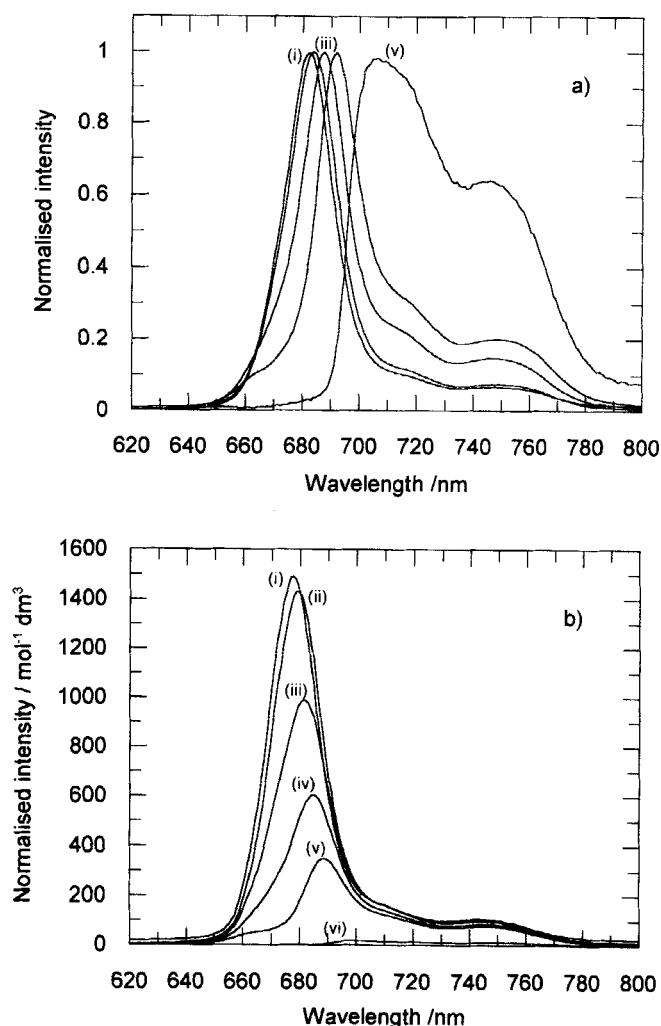 (i) (iii) (v)
a)
1
0.8
0.6
0.4
0.2
0
Normalised intensity
620 640 660 680 700 720 740 760 780 800
Wavelength /nm
1600
1400
1200
1000
800
600
400
200
0
Normalised intensity / mol⁻¹ dm³
(i)
(ii)
(iii)
(iv)
(v)
(vi)
b)
620 640 660 680 700 720 740 760 780 800
Wavelength /nm